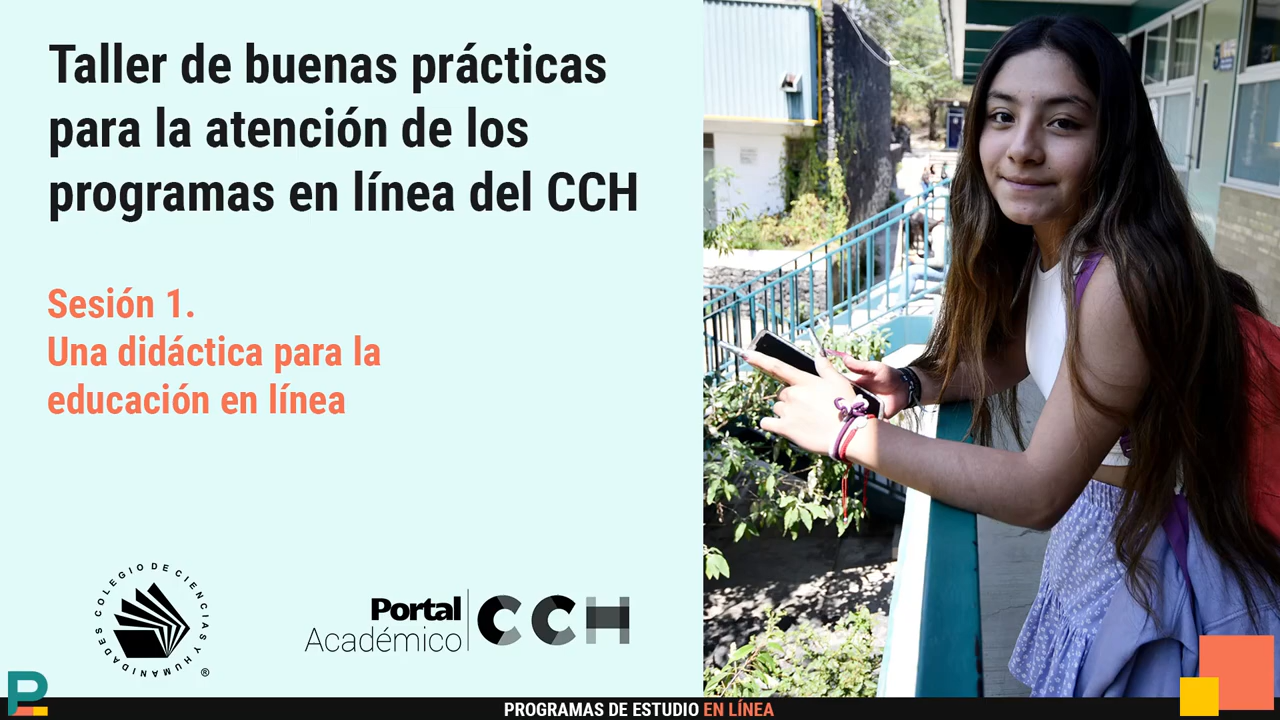 Taller de buenas prácticas
para la atención de los
programas en línea del CCH
Sesión 1.
Una didáctica para la
educación en línea
COLEGIO DE CIENCIAS Y HUMANIDADES
®
Portal
Académico
CCH
PROGRAMAS DE ESTUDIO EN LÍNEA